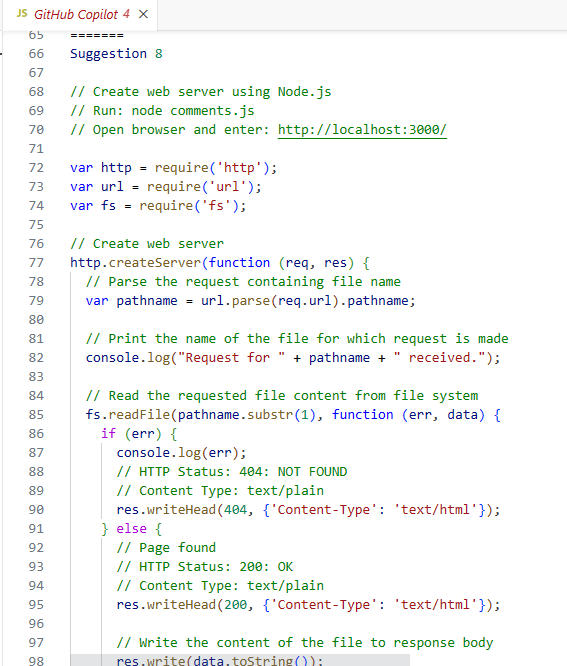 JS GitHub Copilot 4 ×
65 =======
66 Suggestion 8
67
68 // Create web server using Node.js
69 // Run: node comments.js
70 // Open browser and enter: http://localhost:3000/
71
72 var http = require('http');
73 var url = require('url');
74 var fs = require('fs');
75
76 // Create web server
77 http.createServer(function (req, res) {
78   // Parse the request containing file name
79   var pathname = url.parse(req.url).pathname;
80
81   // Print the name of the file for which request is made
82   console.log("Request for " + pathname + " received.");
83
84   // Read the requested file content from file system
85   fs.readFile(pathname.substr(1), function (err, data) {
86     if (err) {
87       console.log(err);
88       // HTTP Status: 404: NOT FOUND
89       // Content Type: text/plain
90       res.writeHead(404, {'Content-Type': 'text/html'});
91     } else {
92       // Page found
93       // HTTP Status: 200: OK
94       // Content Type: text/plain
95       res.writeHead(200, {'Content-Type': 'text/html'});
96
97       // Write the content of the file to response body
98       res.write(data.toString());